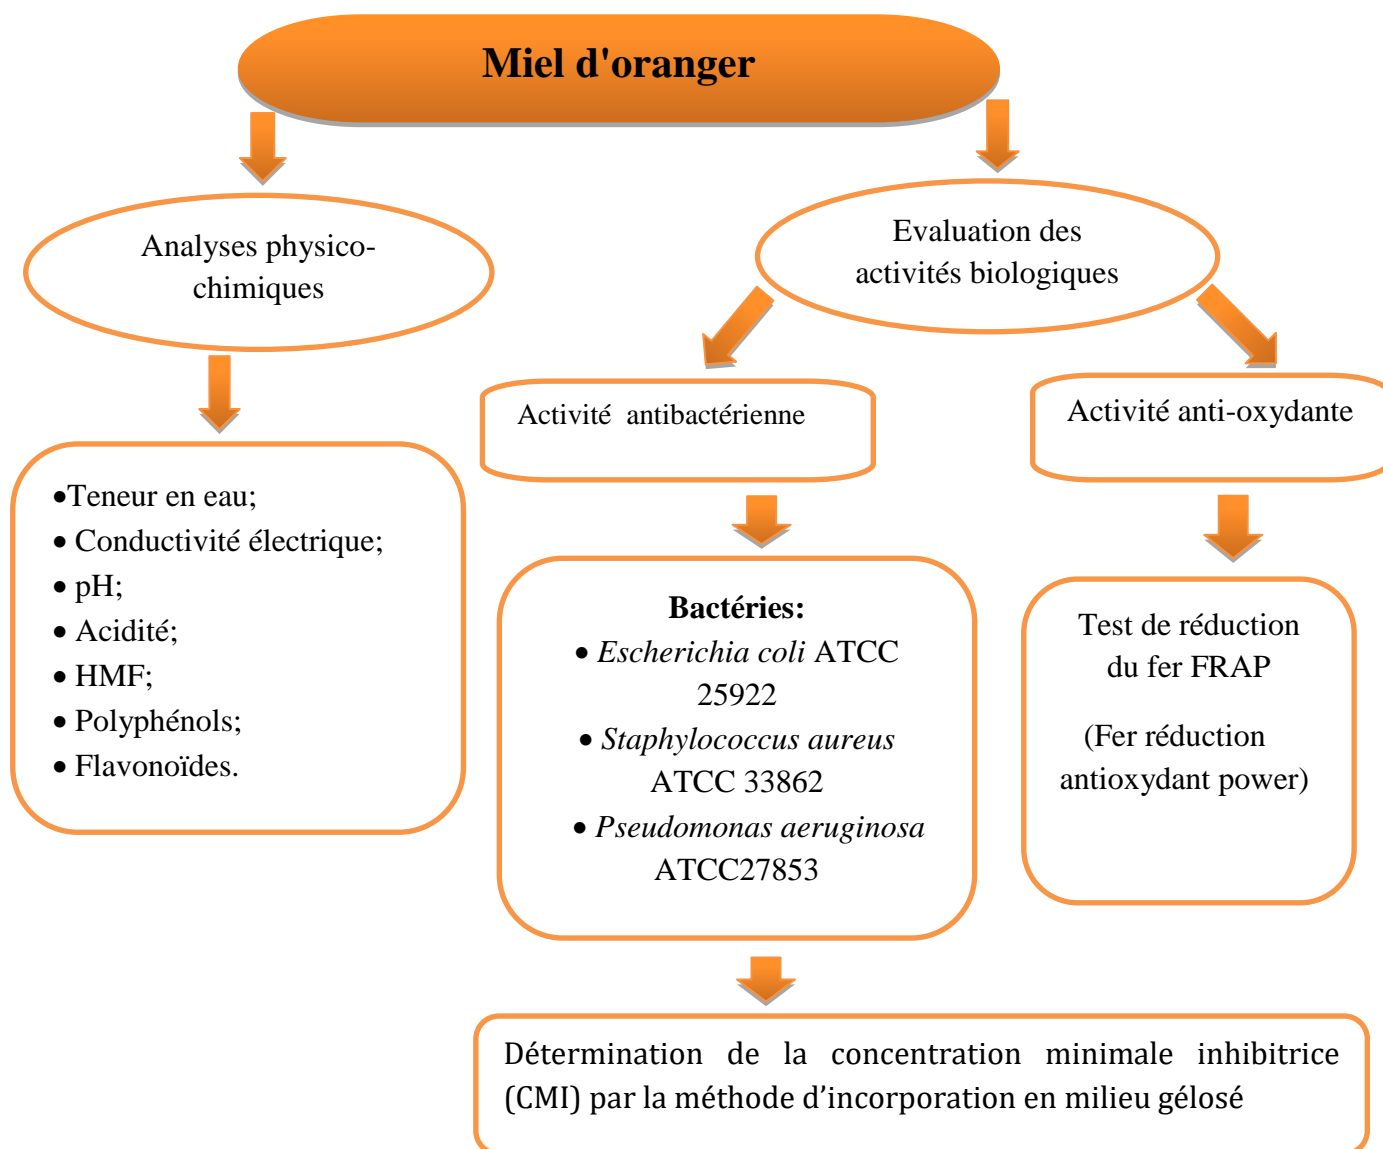 Miel d'oranger
Analyses physico-
chimiques
Evaluation des
activités biologiques
•Teneur en eau;
• Conductivité électrique;
• pH;
• Acidité;
• HMF;
• Polyphénols;
• Flavonoïdes.
Activité antibactérienne
Activité anti-oxydante
Bactéries:
• Escherichia coli ATCC
25922
• Staphylococcus aureus
ATCC 33862
• Pseudomonas aeruginosa
ATCC27853
Test de réduction
du fer FRAP
(Fer réduction
antioxydant power)
Détermination de la concentration minimale inhibitrice
(CMI) par la méthode d’incorporation en milieu gélosé